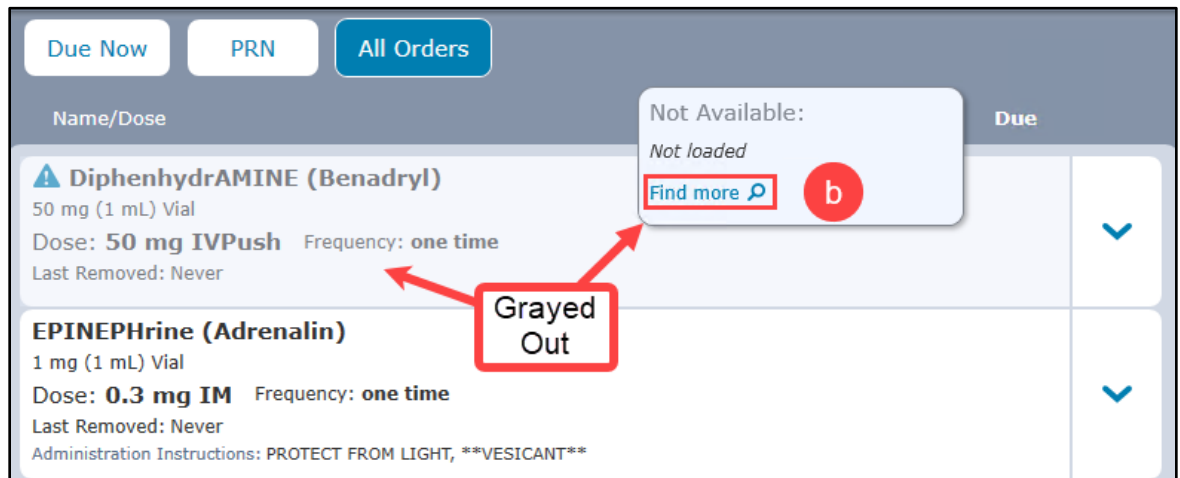 Due Now PRN All Orders
Name/Dose Due
Not Available:
Not loaded
Find more b
DiphenhydrAMINE (Benadryl)
50 mg (1 mL) Vial
Dose: 50 mg IVPush Frequency: one time
Last Removed: Never
Grayed
Out
EPINEPHrine (Adrenalin)
1 mg (1 mL) Vial
Dose: 0.3 mg IM Frequency: one time
Last Removed: Never
Administration Instructions: PROTECT FROM LIGHT, **VESICANT**